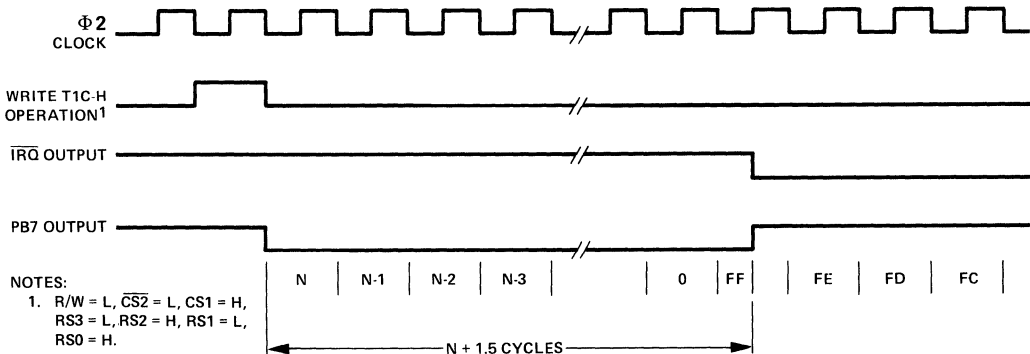 Φ2
CLOCK
WRITE T1C-H
OPERATION¹
IRQ OUTPUT
PB7 OUTPUT
N N-1 N-2 N-3 0 FF FE FD FC
NOTES:
1. R/W = L, CS2 = L, CS1 = H,
RS3 = L, RS2 = H, RS1 = L,
RS0 = H.
N + 1.5 CYCLES